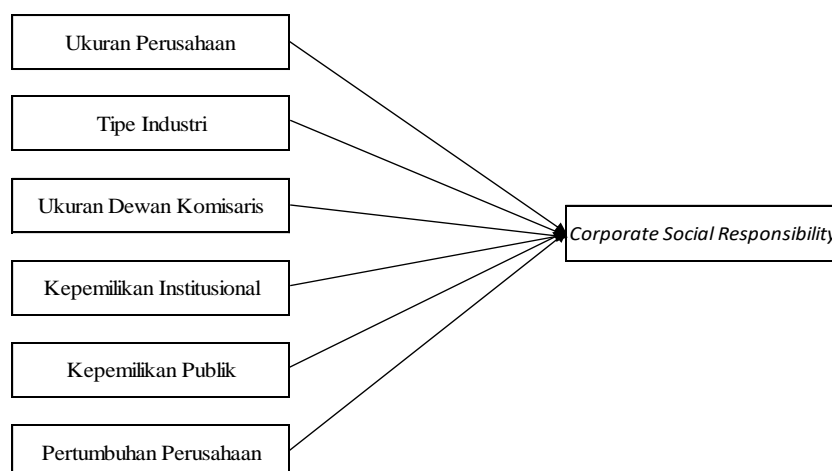 Ukuran Perusahaan
Tipe Industri
Ukuran Dewan Komisaris
Corporate Social Responsibility
Kepemilikan Institusional
Kepemilikan Publik
Pertumbuhan Perusahaan